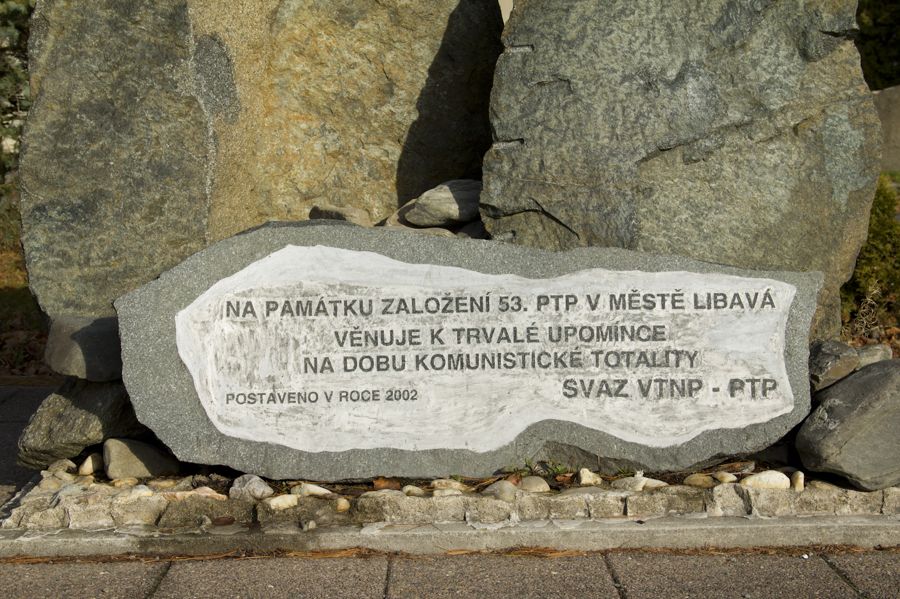 NA PAMÁTKU ZALOŽENÍ 53. PTP V MĚSTĚ LIBAVÁ
VĚNUJE K TRVALÉ UPOMÍNCE
NA DOBU KOMUNISTICKÉ TOTALITY
SVAZ VTNP - PTP
POSTAVENO V ROCE 2002